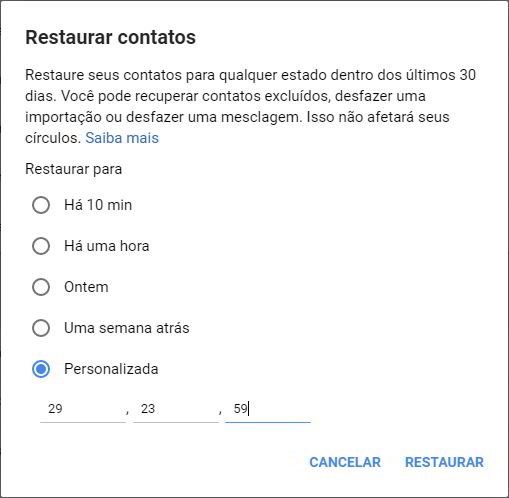 Restaurar contatos
Restaure seus contatos para qualquer estado dentro dos últimos 30
dias. Você pode recuperar contatos excluídos, desfazer uma
importação ou desfazer uma mesclagem. Isso não afetará seus
círculos. Saiba mais
Restaurar para
Há 10 min
Há uma hora
Ontem
Uma semana atrás
Personalizada
29 , 23 , 59
CANCELAR RESTAURAR